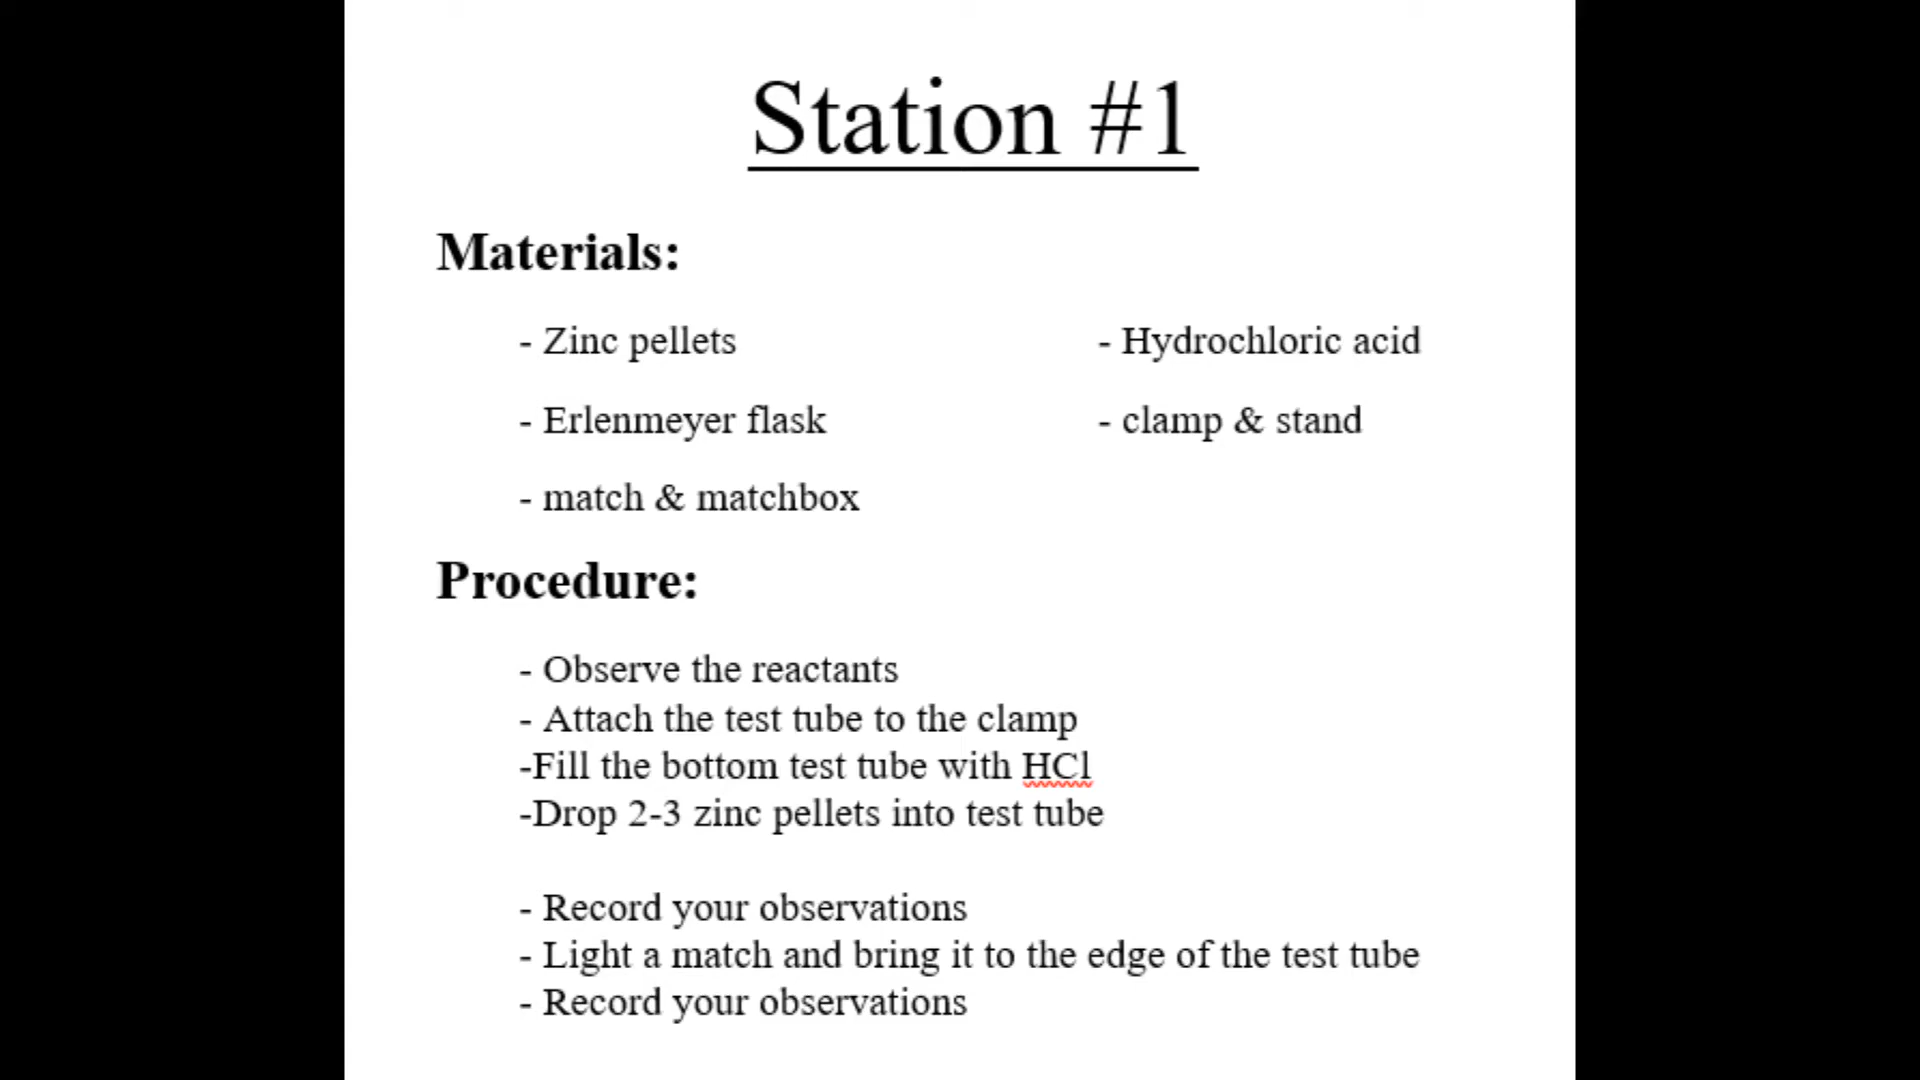 Station #1
Materials:
- Zinc pellets - Hydrochloric acid
- Erlenmeyer flask - clamp & stand
- match & matchbox
Procedure:
- Observe the reactants
- Attach the test tube to the clamp
-Fill the bottom test tube with HCl
-Drop 2-3 zinc pellets into test tube
- Record your observations
- Light a match and bring it to the edge of the test tube
- Record your observations